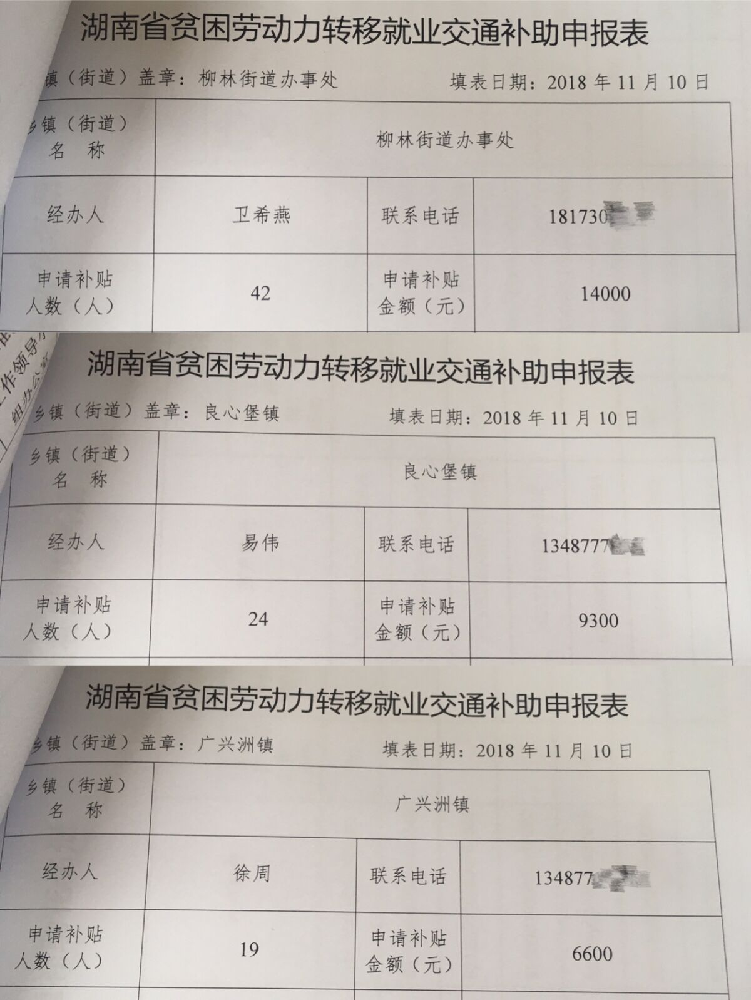 湖南省贫困劳动力转移就业交通补助申报表
镇（街道）盖章：柳林街道办事处 填表日期：2018 年 11 月 10 日
乡镇（街道）
名 称
柳林街道办事处
经办人 卫希燕 联系电话 181730
申请补贴
人数（人）
42
申请补贴
金额（元）
14000
工作领导小
组办公室
湖南省贫困劳动力转移就业交通补助申报表
乡镇（街道）盖章：良心堡镇 填表日期：2018 年 11 月 10 日
乡镇（街道）
名 称
良心堡镇
经办人 易伟 联系电话 1348777
申请补贴
人数（人）
24
申请补贴
金额（元）
9300
湖南省贫困劳动力转移就业交通补助申报表
乡镇（街道）盖章：广兴洲镇 填表日期：2018 年 11 月 10 日
乡镇（街道）
名 称
广兴洲镇
经办人 徐周 联系电话 134877
申请补贴
人数（人）
19
申请补贴
金额（元）
6600